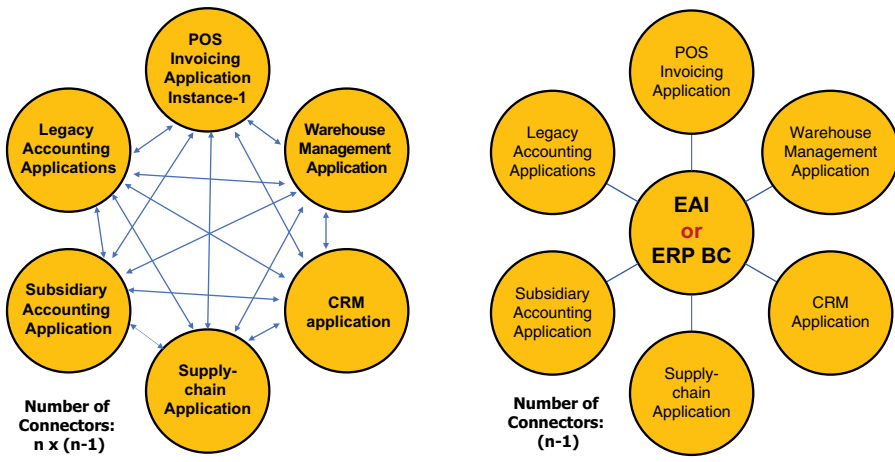 POS
Invoicing
Application
Instance-1
Legacy
Accounting
Applications
Warehouse
Management
Application
Subsidiary
Accounting
Application
CRM
application
Supply-
chain
Application
Number of
Connectors:
n x (n-1)
POS
Invoicing
Application
Legacy
Accounting
Applications
Warehouse
Management
Application
EAI
or
ERP BC
Subsidiary
Accounting
Application
CRM
Application
Supply-
chain
Application
Number of
Connectors:
(n-1)